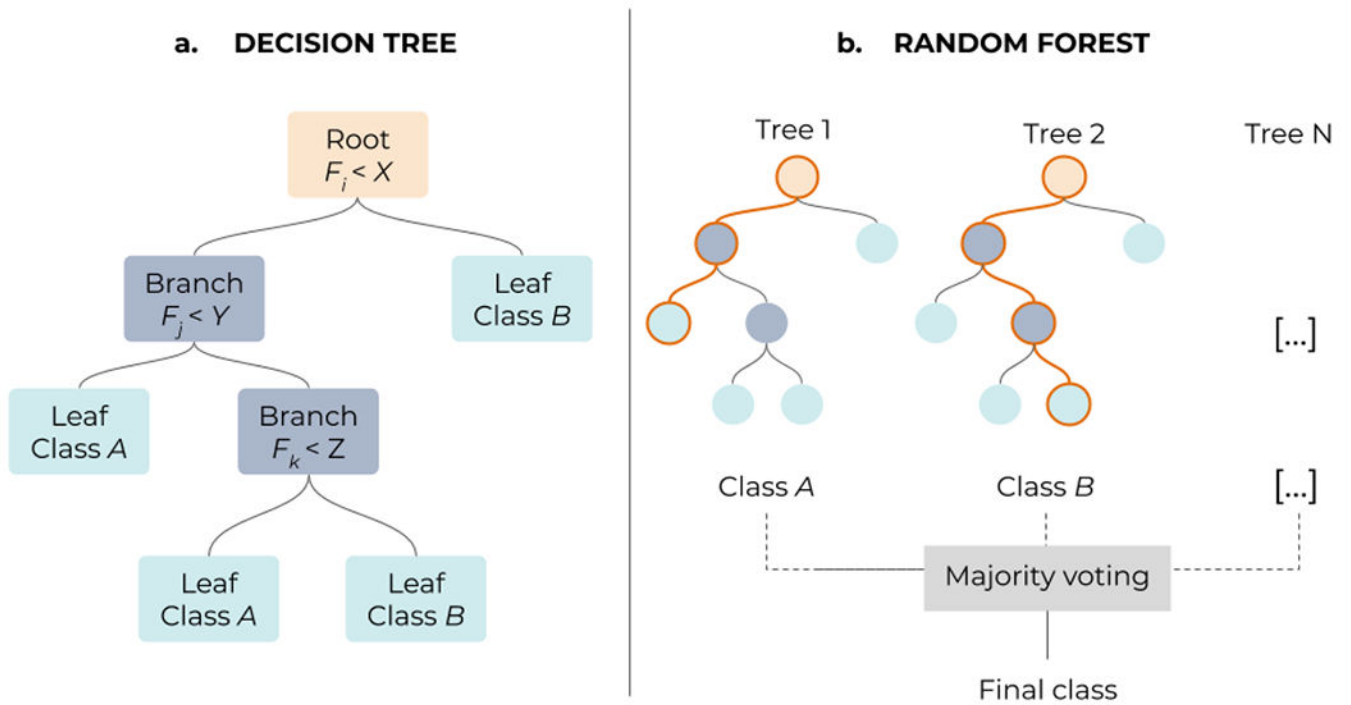 a. DECISION TREE
Root
Fi < X
Branch
Fj < Y
Leaf
Class B
Leaf
Class A
Branch
Fk < Z
Leaf
Class A
Leaf
Class B
b. RANDOM FOREST
Tree 1
Tree 2
Tree N
[...]
Class A
Class B
[...]
Majority voting
Final class